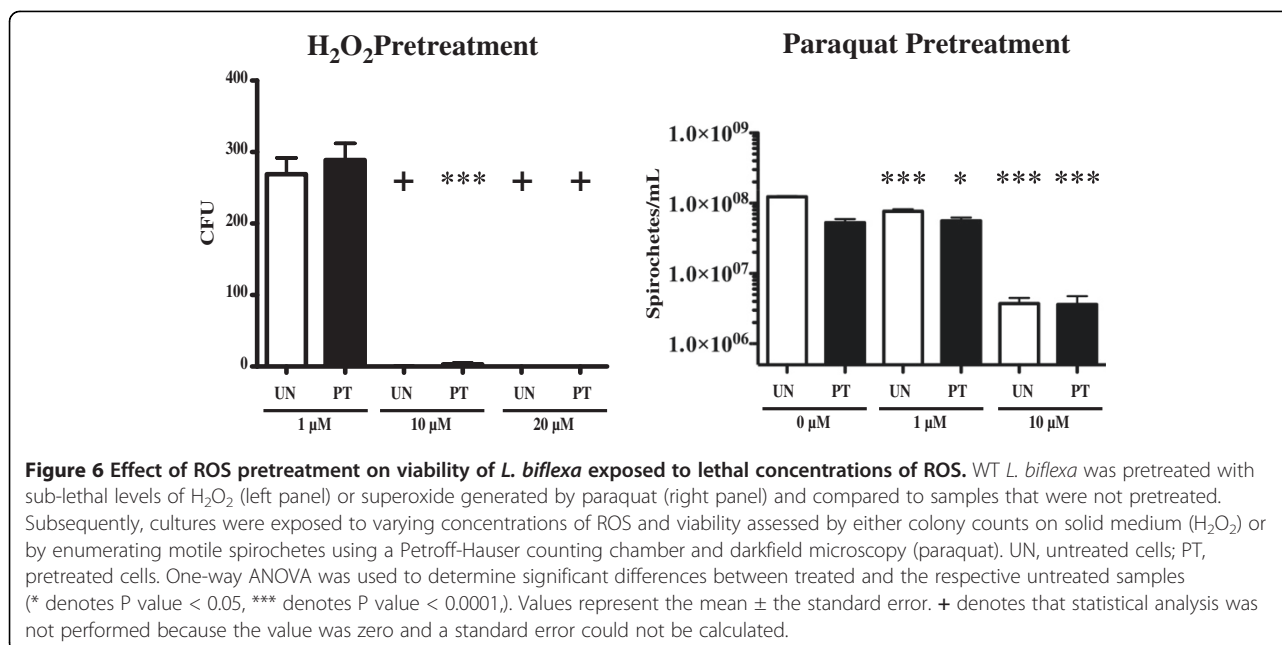 H2O2Pretreatment
Paraquat Pretreatment
400
300
200
100
0
CFU
+ *** + +
UN PT UN PT UN PT
1 µM 10 µM 20 µM
1.0×10^09
1.0×10^08
1.0×10^07
1.0×10^06
Spirochetes/mL
*** * *** ***
UN PT UN PT UN PT
0 µM 1 µM 10 µM
Figure 6 Effect of ROS pretreatment on viability of L. biflexa exposed to lethal concentrations of ROS. WT L. biflexa was pretreated with
sub-lethal levels of H2O2 (left panel) or superoxide generated by paraquat (right panel) and compared to samples that were not pretreated.
Subsequently, cultures were exposed to varying concentrations of ROS and viability assessed by either colony counts on solid medium (H2O2) or
by enumerating motile spirochetes using a Petroff-Hauser counting chamber and darkfield microscopy (paraquat). UN, untreated cells; PT,
pretreated cells. One-way ANOVA was used to determine significant differences between treated and the respective untreated samples
(* denotes P value < 0.05, *** denotes P value < 0.0001,). Values represent the mean ± the standard error. + denotes that statistical analysis was
not performed because the value was zero and a standard error could not be calculated.